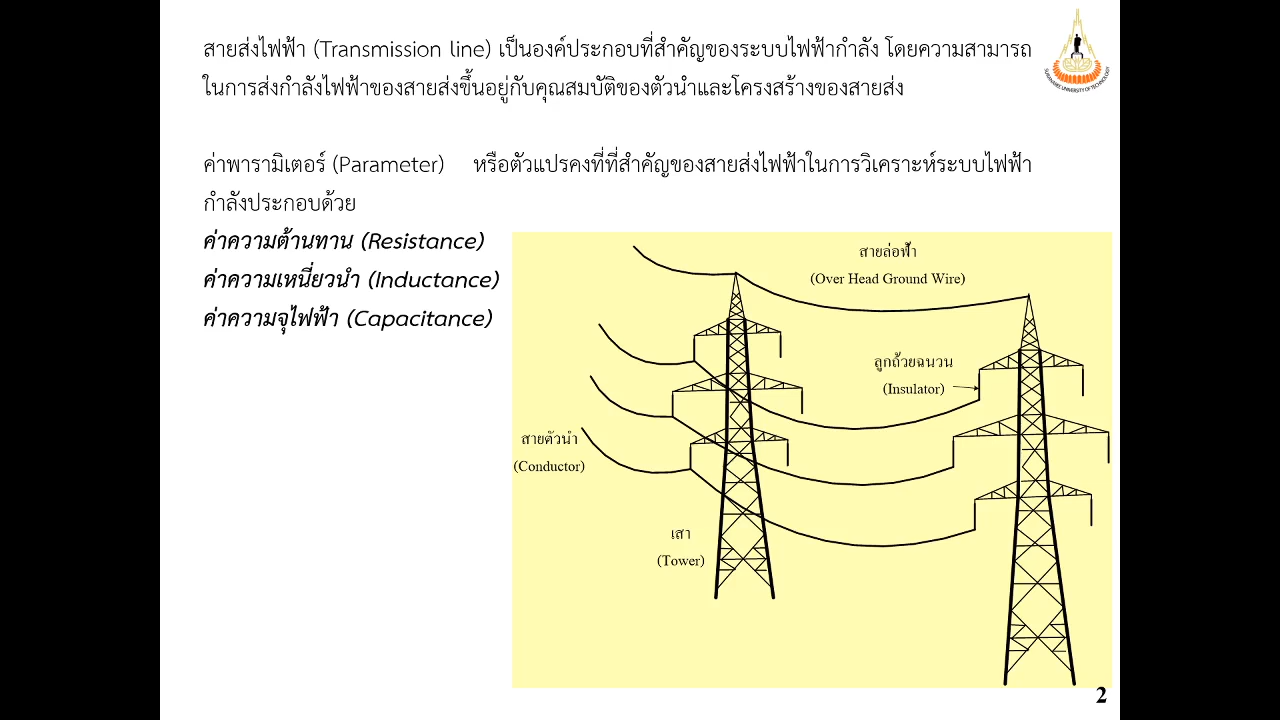 สายส่งไฟฟ้า (Transmission line) เป็นองค์ประกอบที่สำคัญของระบบไฟฟ้ากำลัง โดยความสามารถ
ในการส่งกำลังไฟฟ้าของสายส่งขึ้นอยู่กับคุณสมบัติของตัวนำและโครงสร้างของสายส่ง
ค่าพารามิเตอร์ (Parameter) หรือตัวแปรคงที่ที่สำคัญของสายส่งไฟฟ้าในการวิเคราะห์ระบบไฟฟ้า
กำลังประกอบด้วย
ค่าความต้านทาน (Resistance)
ค่าความเหนี่ยวนำ (Inductance)
ค่าความจุไฟฟ้า (Capacitance)
สายล่อฟ้า
(Over Head Ground Wire)
ลูกถ้วยฉนวน
(Insulator)
สายตัวนำ
(Conductor)
เสา
(Tower)
SURANAREE UNIVERSITY OF TECHNOLOGY
2